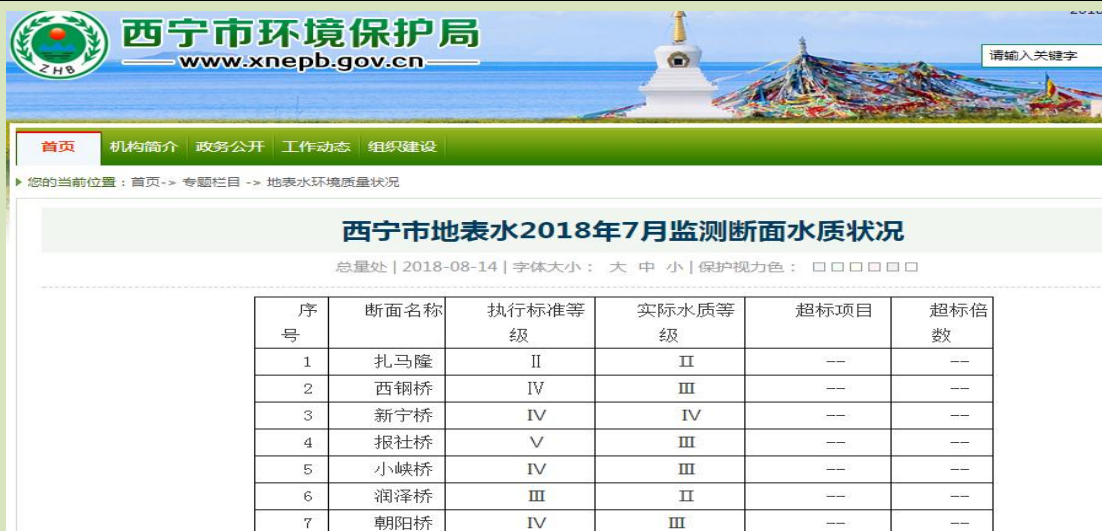 西宁市环境保护局
ZHB
www.xnepb.gov.cn
请输入关键字
首页 机构简介 政务公开 工作动态 组织建设
您的当前位置：首页-> 专题栏目 -> 地表水环境质量状况
西宁市地表水2018年7月监测断面水质状况
总量处 | 2018-08-14 | 字体大小： 大 中 小 | 保护视力色： □ □ □ □ □ □
序号 断面名称 执行标准等级 实际水质等级 超标项目 超标倍数
1 扎马隆 Ⅱ Ⅱ -- --
2 西钢桥 Ⅳ Ⅲ -- --
3 新宁桥 Ⅳ Ⅳ -- --
4 报社桥 Ⅴ Ⅲ -- --
5 小峡桥 Ⅳ Ⅲ -- --
6 润泽桥 Ⅲ Ⅱ -- --
7 朝阳桥 Ⅳ Ⅲ -- --